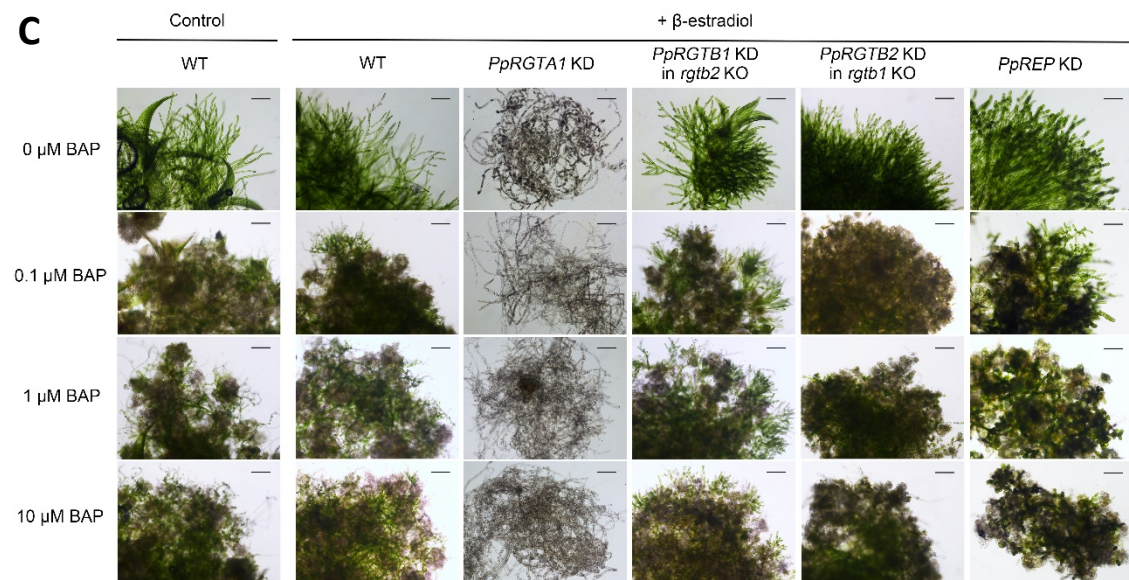 C
Control
+ β-estradiol
WT
WT
PpRGTA1 KD
PpRGTB1 KD
in rgtb2 KO
PpRGTB2 KD
in rgtb1 KO
PpREP KD
0 µM BAP
0.1 µM BAP
1 µM BAP
10 µM BAP